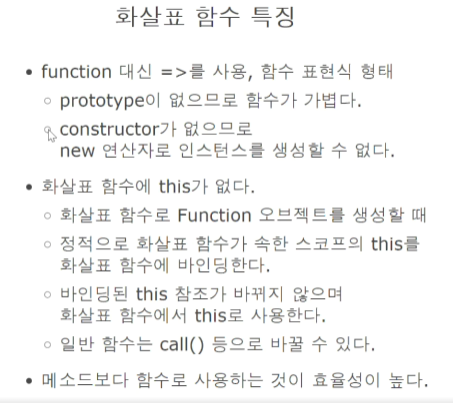 화살표 함수 특징
• function 대신 =>를 사용, 함수 표현식 형태
◦ prototype이 없으므로 함수가 가볍다.
◦ constructor가 없으므로
new 연산자로 인스턴스를 생성할 수 없다.
• 화살표 함수에 this가 없다.
◦ 화살표 함수로 Function 오브젝트를 생성할 때
◦ 정적으로 화살표 함수가 속한 스코프의 this를
화살표 함수에 바인딩한다.
◦ 바인딩된 this 참조가 바뀌지 않으며
화살표 함수에서 this로 사용한다.
◦ 일반 함수는 call() 등으로 바꿀 수 있다.
• 메소드보다 함수로 사용하는 것이 효율성이 높다.